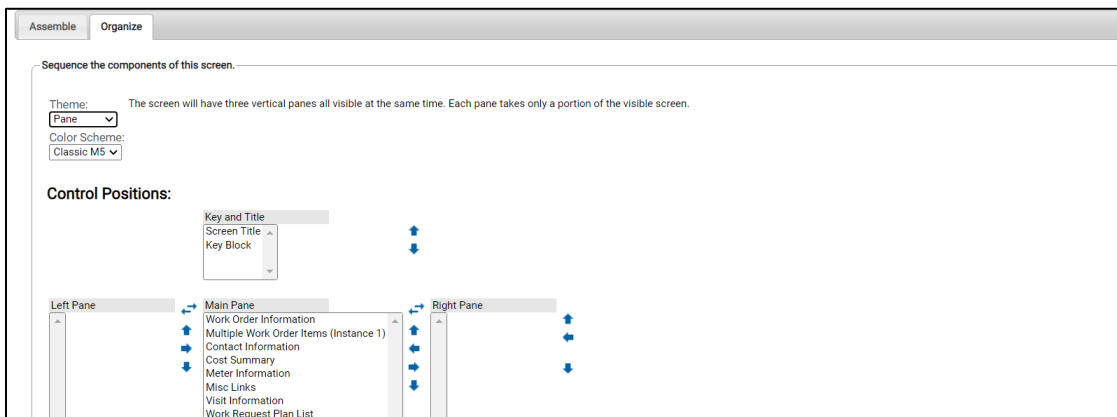 Assemble
Organize
Sequence the components of this screen.
Theme:
The screen will have three vertical panes all visible at the same time. Each pane takes only a portion of the visible screen.
Pane
Color Scheme:
Classic M5
Control Positions:
Key and Title
Screen Title
Key Block
Left Pane
Main Pane
Right Pane
Work Order Information
Multiple Work Order Items (Instance 1)
Contact Information
Cost Summary
Meter Information
Misc Links
Visit Information
Work Request Plan List